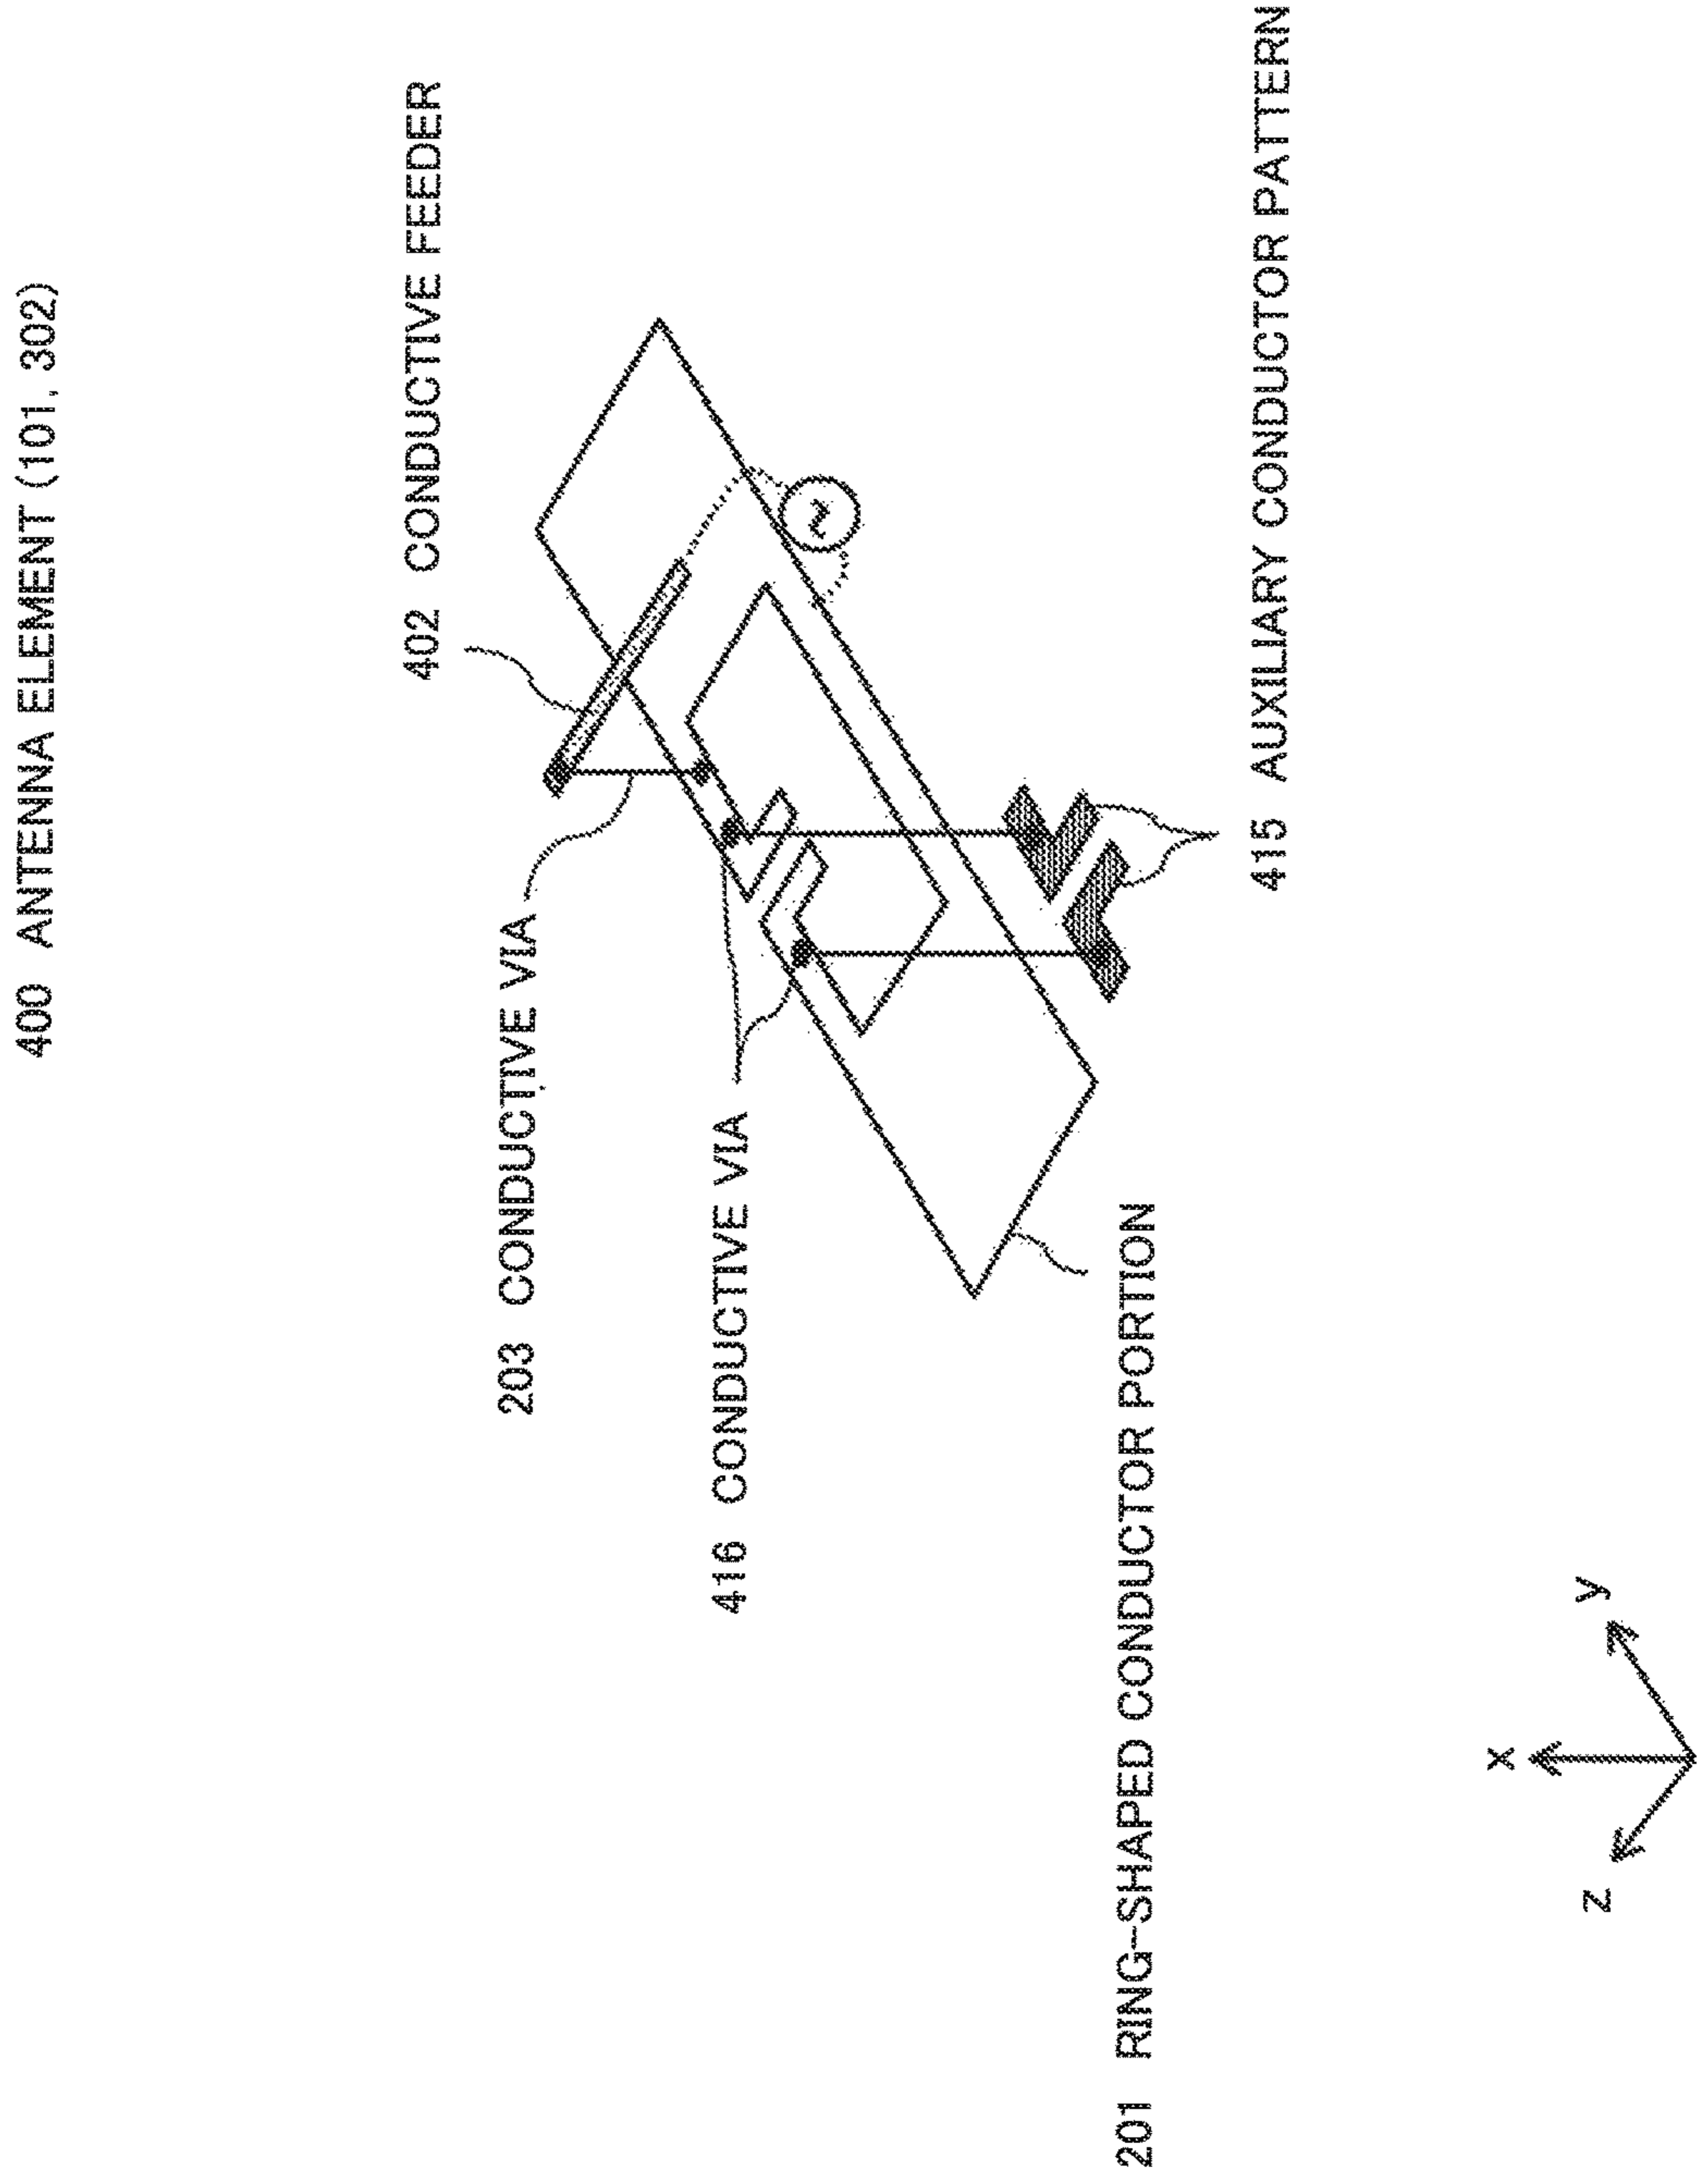 400 ANTENNA ELEMENT (101, 302)
402 CONDUCTIVE FEEDER
203 CONDUCTIVE VIA
416 CONDUCTIVE VIA
201 RING-SHAPED CONDUCTOR PORTION
415 AUXILIARY CONDUCTOR PATTERN
~
x
y
z